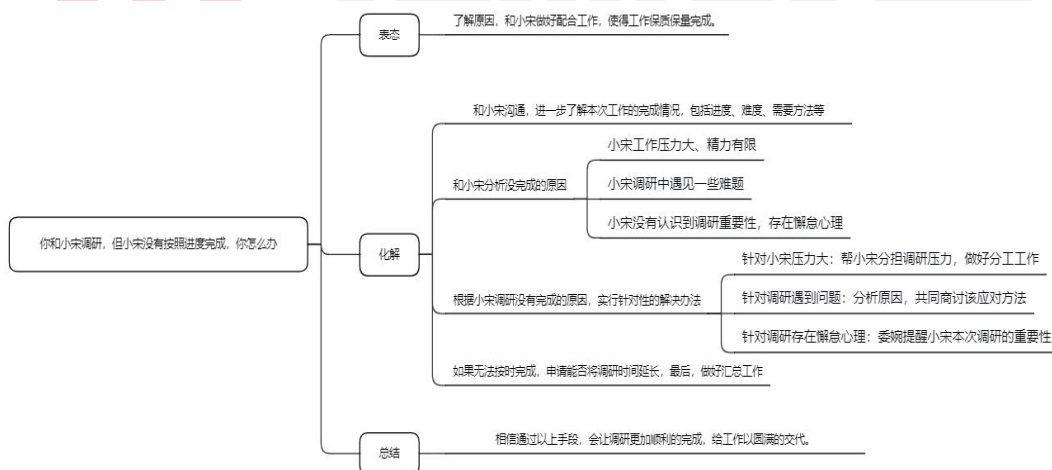 你和小宋调研，但小宋没有按照进度完成，你怎么办
表态
了解原因，和小宋做好配合工作，使得工作保质保量完成。
化解
和小宋沟通，进一步了解本次工作的完成情况，包括进度、难度、需要方法等
和小宋分析没完成的原因
小宋工作压力大、精力有限
小宋调研中遇见一些难题
小宋没有认识到调研重要性，存在懈怠心理
根据小宋调研没有完成的原因，实行针对性的解决办法
针对小宋压力大：帮小宋分担调研压力，做好分工工作
针对调研遇到问题：分析原因，共同商讨该应对方法
针对调研存在懈怠心理：委婉提醒小宋本次调研的重要性
如果无法按时完成，申请能否将调研时间延长，最后，做好汇总工作
总结
相信通过以上手段，会让调研更加顺利的完成，给工作以圆满的交代。